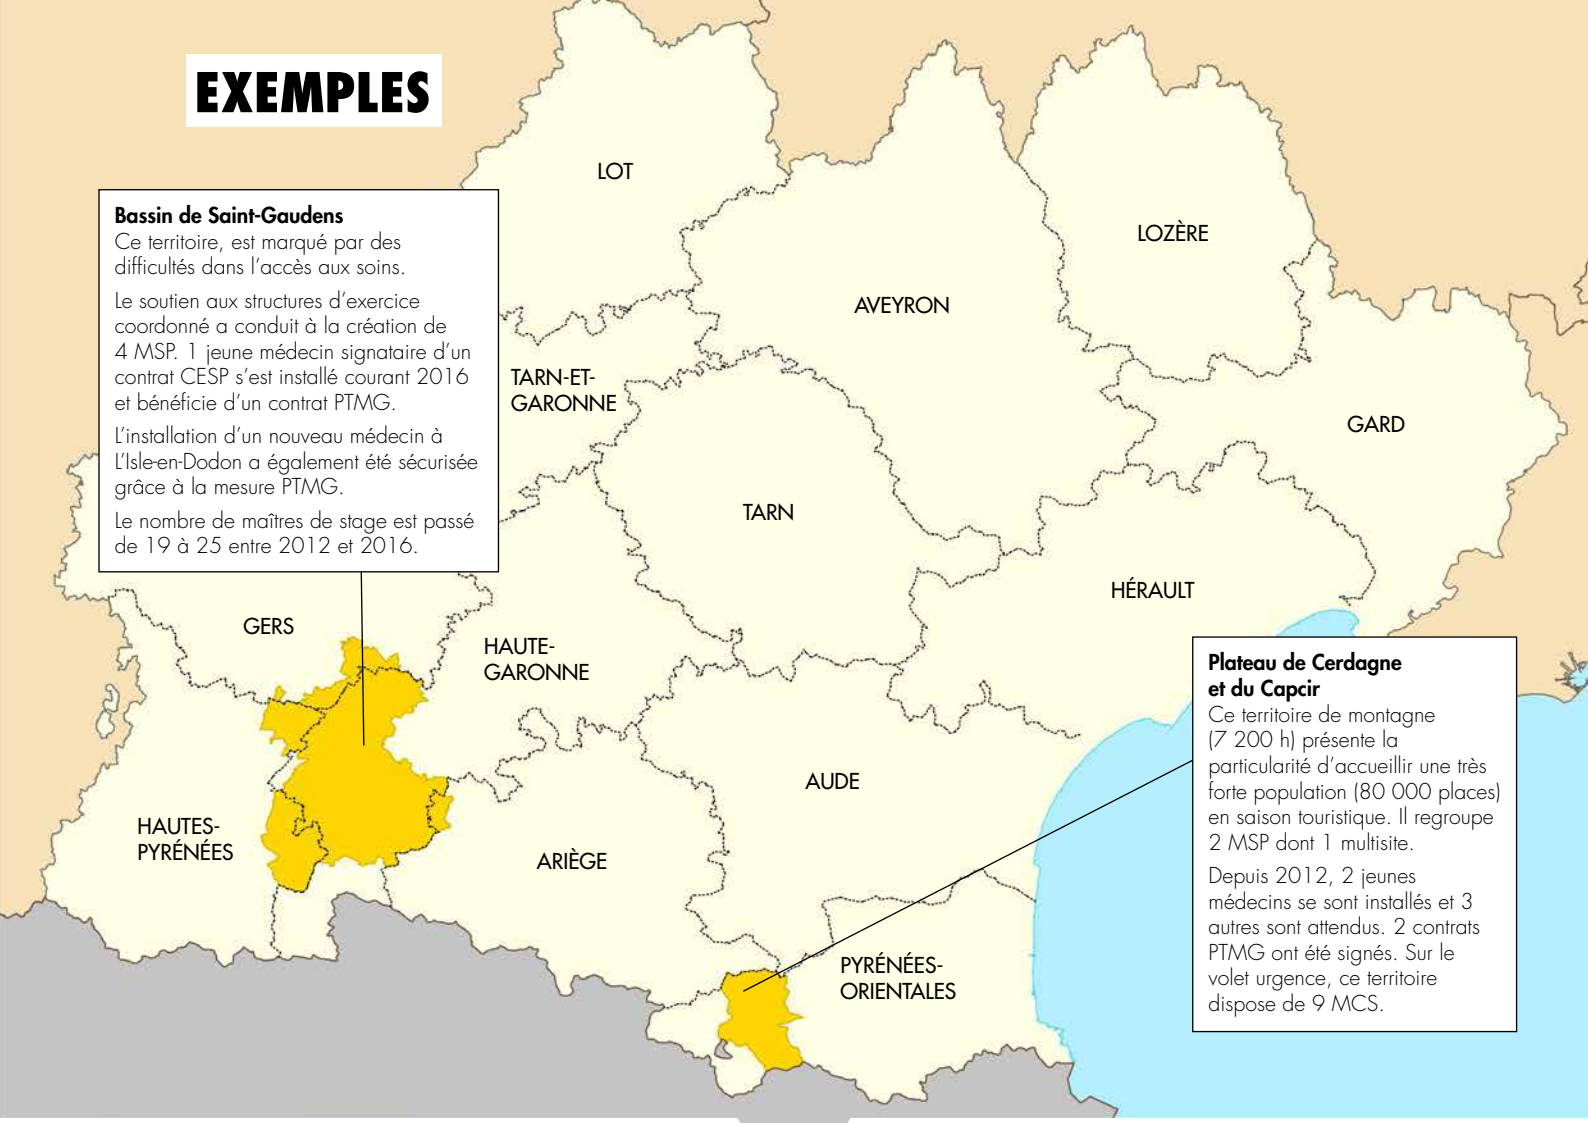 EXEMPLES
LOT
LOZÈRE
Bassin de Saint-Gaudens
Ce territoire, est marqué par des
difficultés dans l'accès aux soins.
Le soutien aux structures d'exercice
coordonné a conduit à la création de
4 MSP. 1 jeune médecin signataire d'un
contrat CESP s'est installé courant 2016
et bénéficie d'un contrat PTMG.
L'installation d'un nouveau médecin à
L'Isle-en-Dodon a également été sécurisée
grâce à la mesure PTMG.
Le nombre de maîtres de stage est passé
de 19 à 25 entre 2012 et 2016.
AVEYRON
TARN-ET-
GARONNE
GARD
TARN
HÉRAULT
GERS
HAUTE-
GARONNE
AUDE
HAUTES-
PYRÉNÉES
ARIÈGE
PYRÉNÉES-
ORIENTALES
Plateau de Cerdagne
et du Capcir
Ce territoire de montagne
(7 200 h) présente la
particularité d'accueillir une très
forte population (80 000 places)
en saison touristique. Il regroupe
2 MSP dont 1 multisite.
Depuis 2012, 2 jeunes
médecins se sont installés et 3
autres sont attendus. 2 contrats
PTMG ont été signés. Sur le
volet urgence, ce territoire
dispose de 9 MCS.